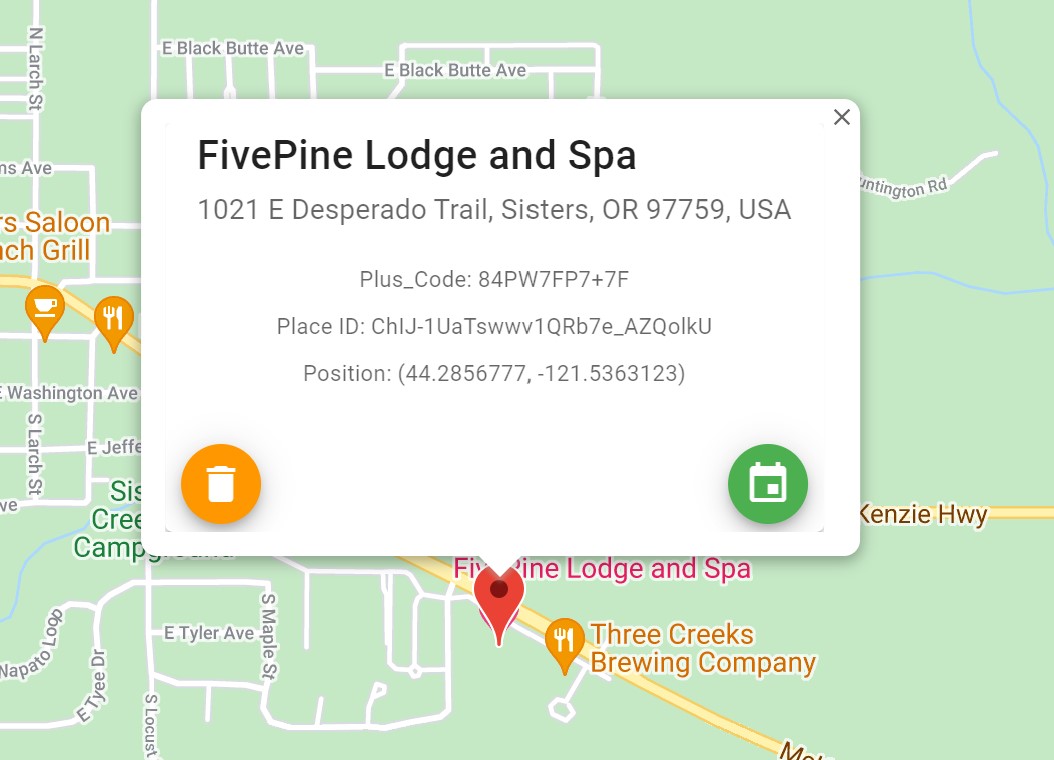 N Larch St
E Black Butte Ave
E Black Butte Ave
ms Ave
untington Rd
rs Saloon
nch Grill
FivePine Lodge and Spa
1021 E Desperado Trail, Sisters, OR 97759, USA
Plus_Code: 84PW7FP7+7F
Place ID: ChIJ-1UaTswwv1QRb7e_AZQolkU
Position: (44.2856777, -121.5363123)
E Washington Ave
S Larch St
E Jeffe
ve
Sis
Cree
Campground
Kenzie Hwy
FivePine Lodge and Spa
Three Creeks
Brewing Company
Napato Loop
E Tyee Dr
E Tyler Ave
S Maple St
S Locust